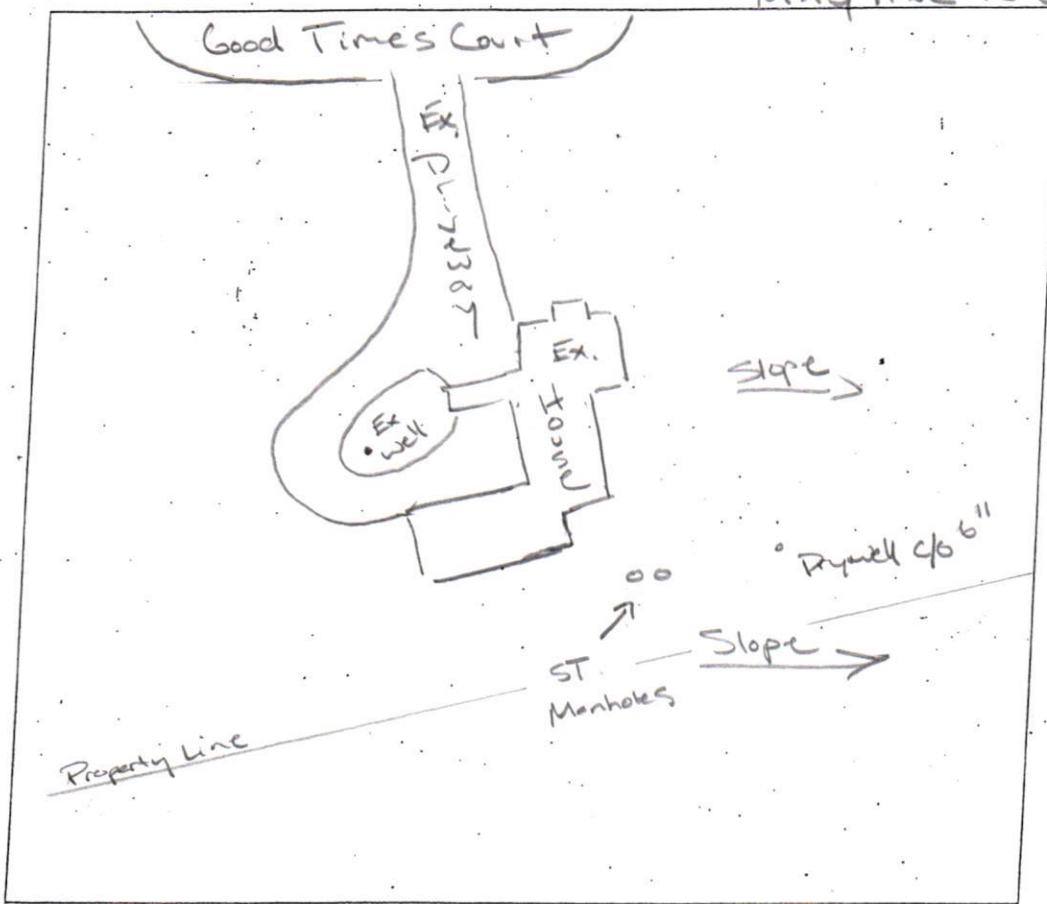 Good Times Court
Ex.
Driveway
Ex.
House
Slope
Ex
well
Drywell c/o 6"
Slope
ST.
Manholes
Property Line